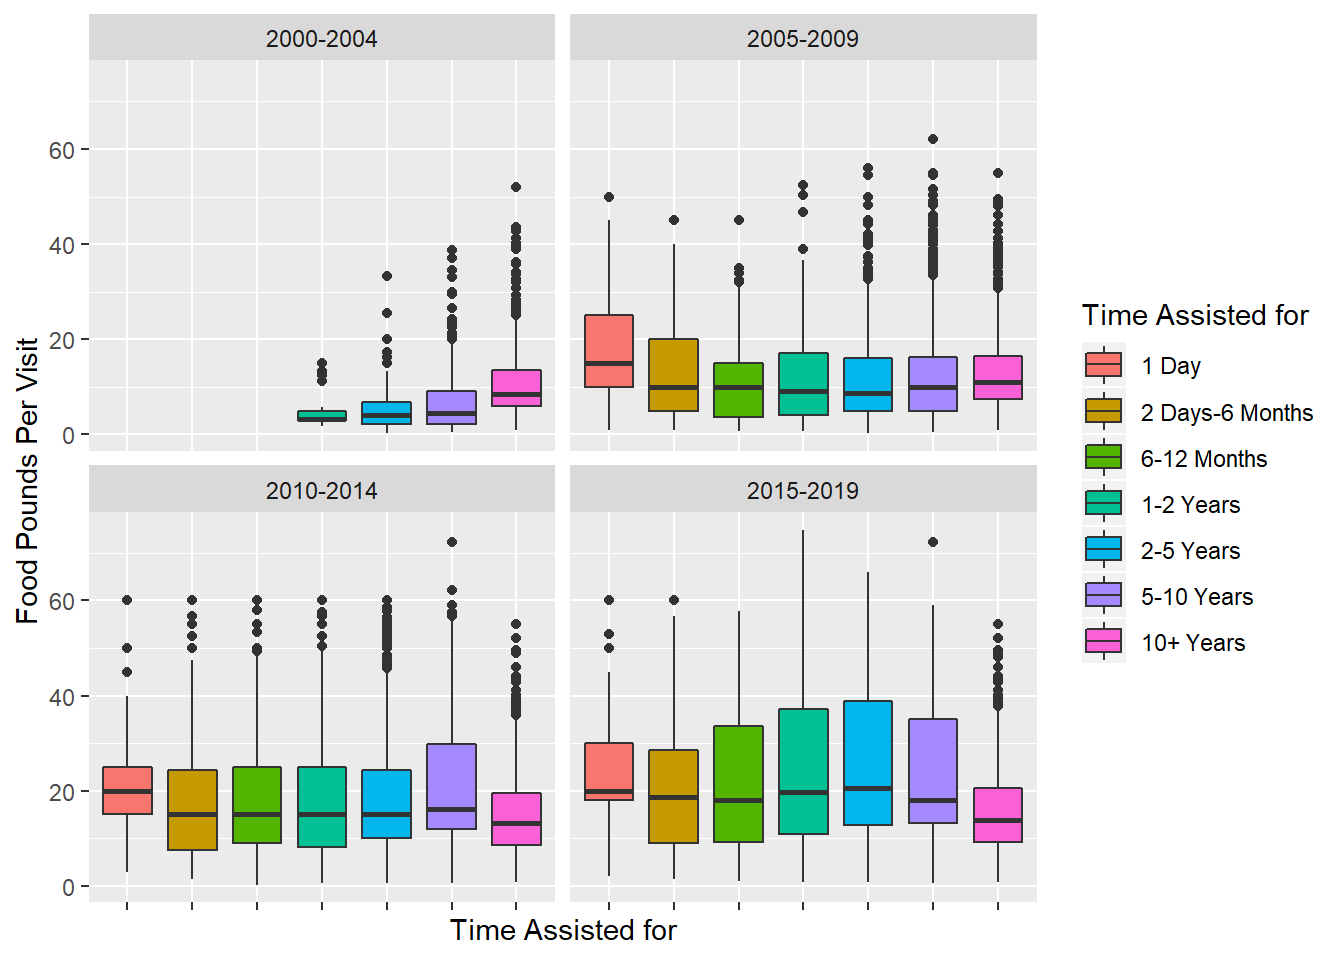 2000-2004
2005-2009
60
40
20
0
2010-2014
2015-2019
60
40
20
0
Food Pounds Per Visit
Time Assisted for
Time Assisted for
1 Day
2 Days-6 Months
6-12 Months
1-2 Years
2-5 Years
5-10 Years
10+ Years